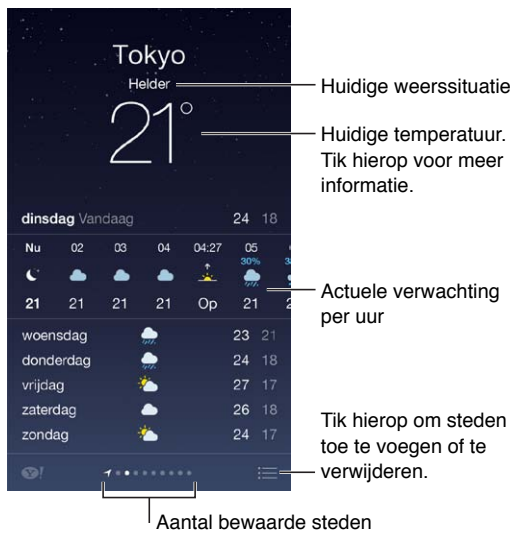 Tokyo
Helder
21°
dinsdag Vandaag 24 18
Nu 02 03 04 04:27 05
30%
21 21 21 21 Op 21
woensdag 23 21
donderdag 24 18
vrijdag 27 17
zaterdag 26 18
zondag 24 17
Y!
Huidige weerssituatie
Huidige temperatuur.
Tik hierop voor meer
informatie.
Actuele verwachting
per uur
Tik hierop om steden
toe te voegen of te
verwijderen.
Aantal bewaarde steden